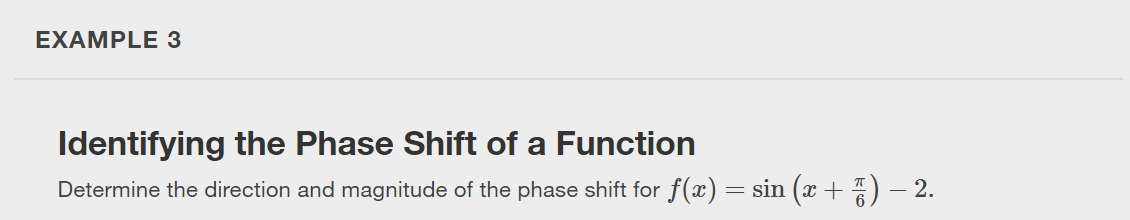 EXAMPLE 3
Identifying the Phase Shift of a Function
Determine the direction and magnitude of the phase shift for f(x) = sin (x + π/6) − 2.